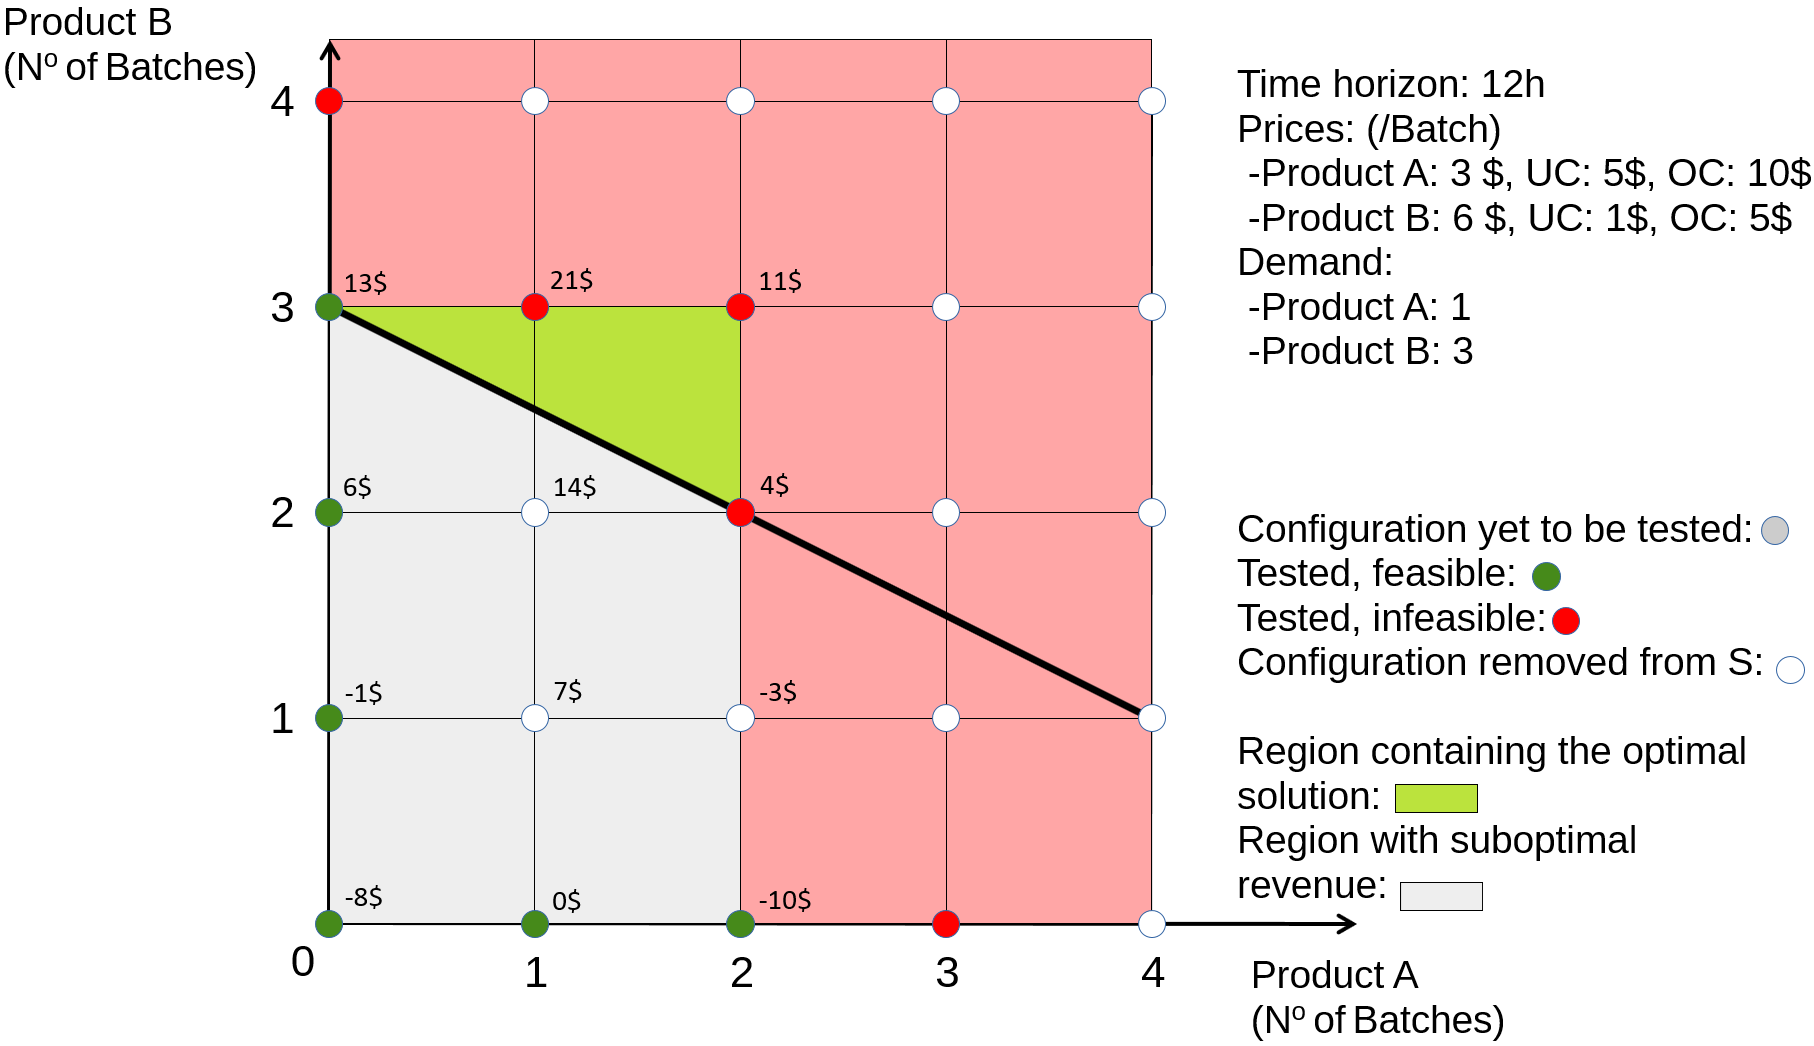 Product B
(Nº of Batches)
4
3
2
1
0
1
2
3
4
13$
21$
11$
6$
14$
4$
-1$
7$
-3$
-8$
0$
-10$
Product A
(Nº of Batches)
Time horizon: 12h
Prices: (/Batch)
-Product A: 3 $, UC: 5$, OC: 10$
-Product B: 6 $, UC: 1$, OC: 5$
Demand:
-Product A: 1
-Product B: 3
Configuration yet to be tested:
Tested, feasible:
Tested, infeasible:
Configuration removed from S:
Region containing the optimal
solution:
Region with suboptimal
revenue: